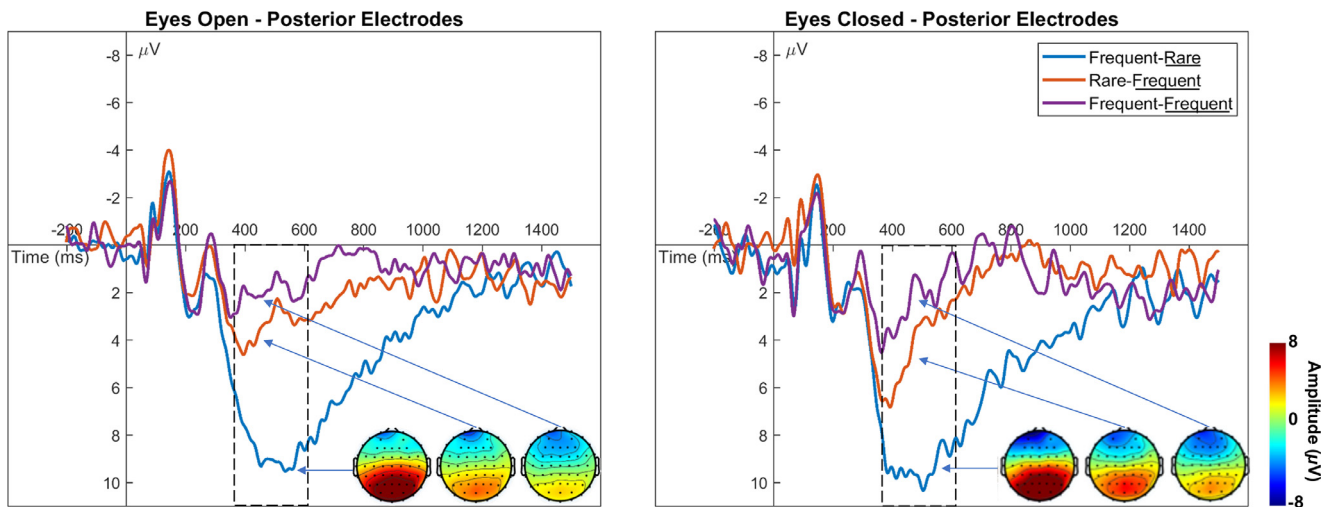 Eyes Open - Posterior Electrodes
μV
-8
-6
-4
-2
-200 200 400 600 800 1000 1200 1400
Time (ms)
2
4
6
8
10
Eyes Closed - Posterior Electrodes
μV
-8
-6
-4
-2
-200 200 400 600 800 1000 1200 1400
Time (ms)
2
4
6
8
10
Frequent-Rare
Rare-Frequent
Frequent-Frequent
8
0
-8
Amplitude (μV)